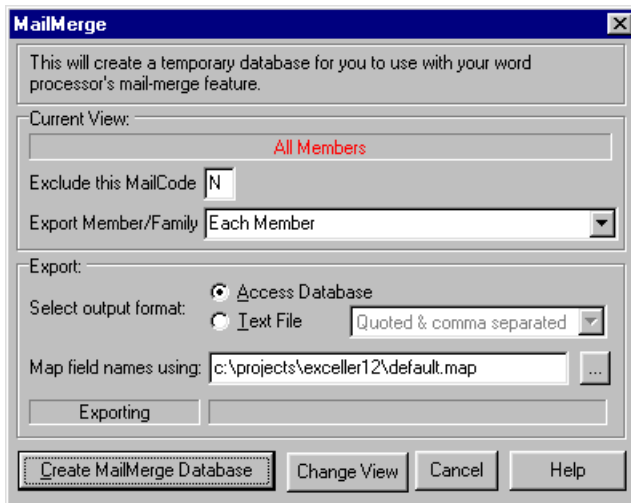 MailMerge
This will create a temporary database for you to use with your word
processor's mail-merge feature.
Current View:
All Members
Exclude this MailCode N
Export Member/Family Each Member
Export:
Select output format: Access Database
Text File Quoted & comma separated
Map field names using: c:\projects\exceller12\default.map ...
Exporting
Create MailMerge Database Change View Cancel Help